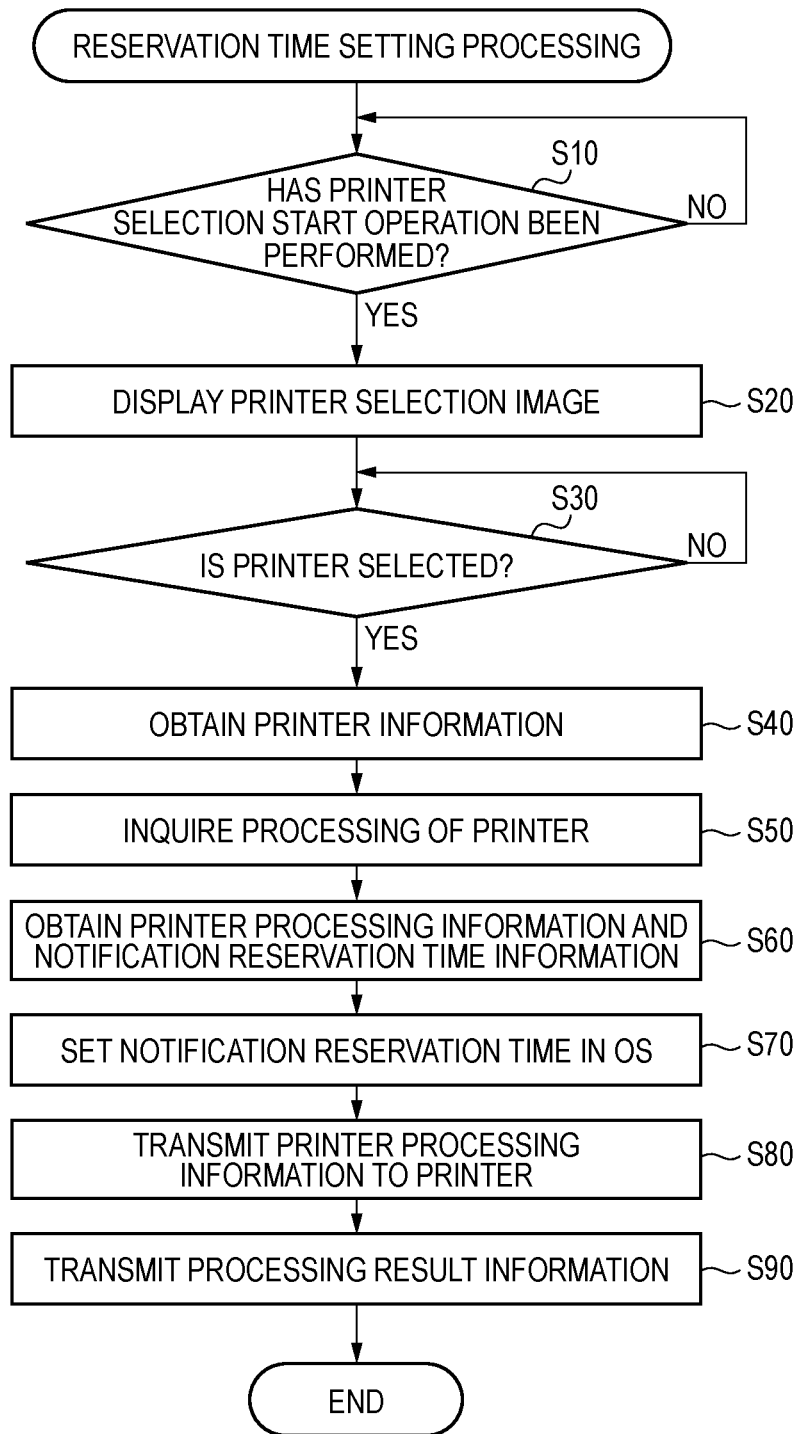 RESERVATION TIME SETTING PROCESSING
S10
HAS PRINTER
SELECTION START OPERATION BEEN
PERFORMED?
NO
YES
DISPLAY PRINTER SELECTION IMAGE
S20
S30
IS PRINTER SELECTED?
NO
YES
OBTAIN PRINTER INFORMATION
S40
INQUIRE PROCESSING OF PRINTER
S50
OBTAIN PRINTER PROCESSING INFORMATION AND
NOTIFICATION RESERVATION TIME INFORMATION
S60
SET NOTIFICATION RESERVATION TIME IN OS
S70
TRANSMIT PRINTER PROCESSING
INFORMATION TO PRINTER
S80
TRANSMIT PROCESSING RESULT INFORMATION
S90
END